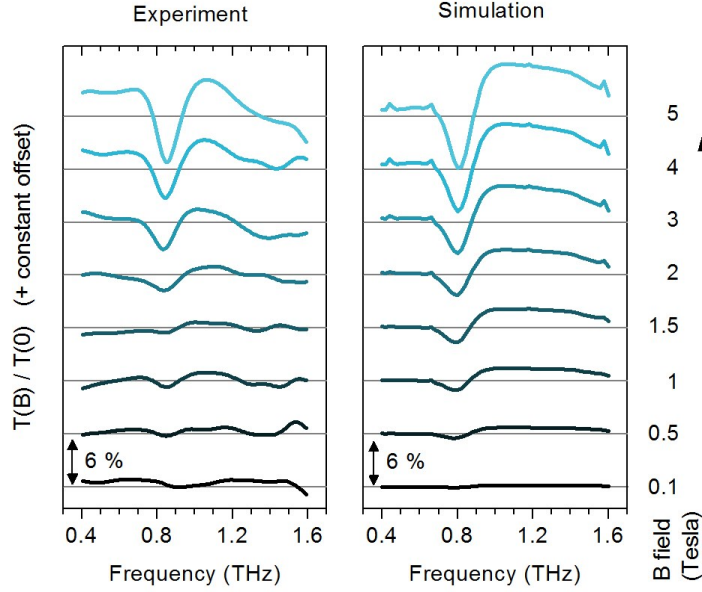 Experiment
Simulation
T(B) / T(0) (+ constant offset)
6 %
6 %
5
4
3
2
1.5
1
0.5
0.1
0.4 0.8 1.2 1.6
0.4 0.8 1.2 1.6
Frequency (THz)
Frequency (THz)
B field
(Tesla)